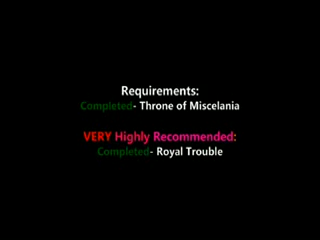 Requirements:
Completed- Throne of Miscelania
VERY Highly Recommended:
Completed- Royal Trouble